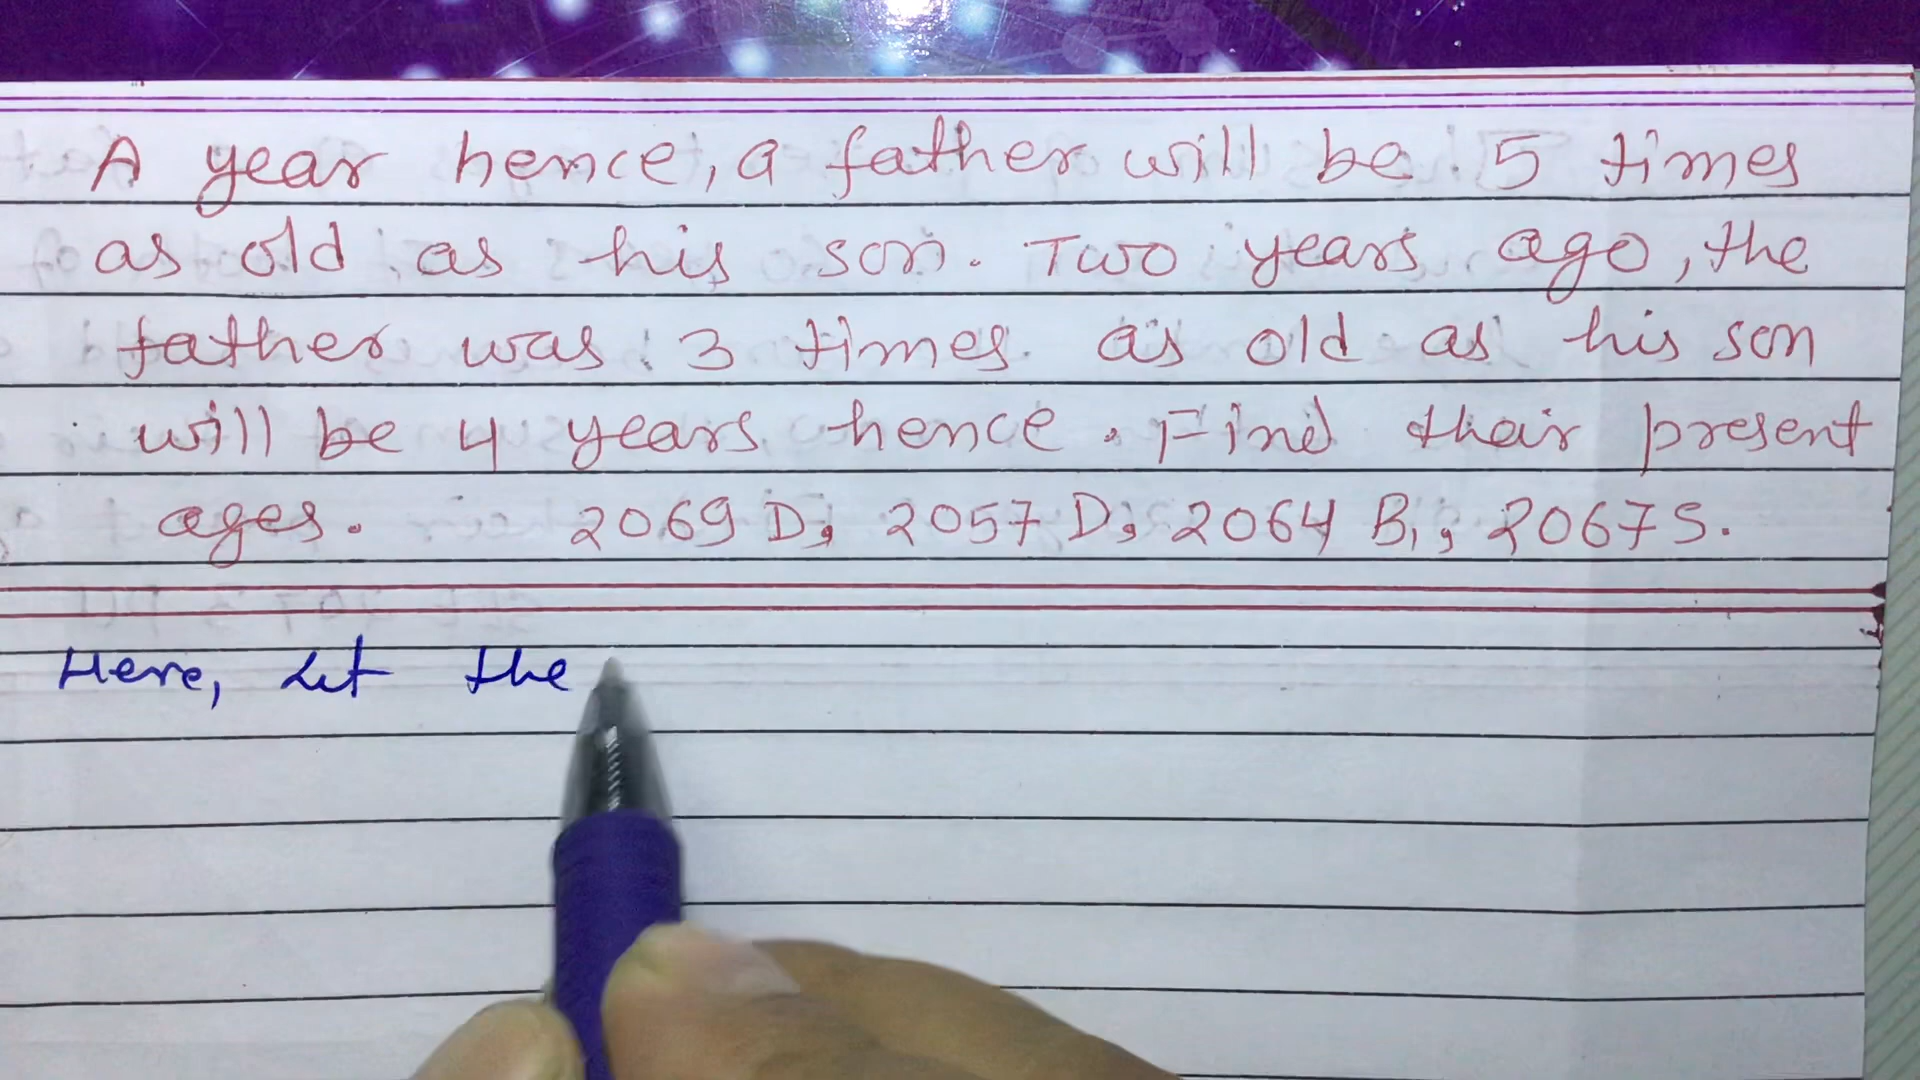 A year hence, a father will be 5 times
as old as his son. Two years ago, the
father was 3 times as old as his son
will be 4 years hence. Find their present
ages. 2069 D, 2057 D, 2064 B, , 2067 S.
Here, Let the